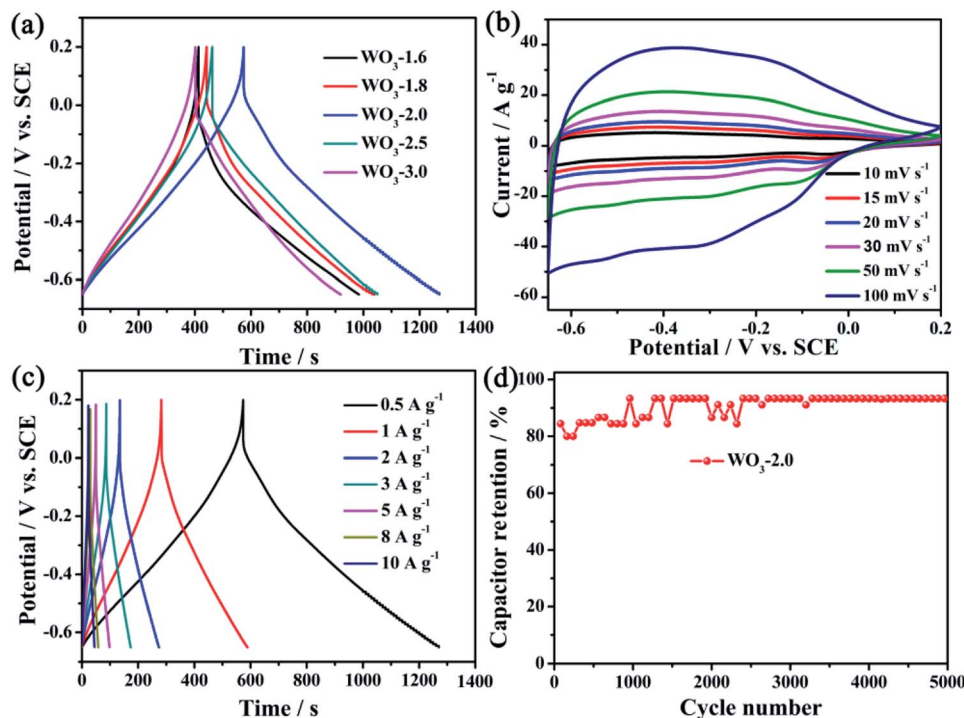 (a)
Potential / V vs. SCE
0.2
0.0
-0.2
-0.4
-0.6
0 200 400 600 800 1000 1200 1400
Time / s
WO₃-1.6
WO₃-1.8
WO₃-2.0
WO₃-2.5
WO₃-3.0
(b)
Current / A g⁻¹
40
20
0
-20
-40
-60
-0.6 -0.4 -0.2 0.0 0.2
Potential / V vs. SCE
10 mV s⁻¹
15 mV s⁻¹
20 mV s⁻¹
30 mV s⁻¹
50 mV s⁻¹
100 mV s⁻¹
(c)
Potential / V vs. SCE
0.2
0.0
-0.2
-0.4
-0.6
0 200 400 600 800 1000 1200 1400
Time / s
0.5 A g⁻¹
1 A g⁻¹
2 A g⁻¹
3 A g⁻¹
5 A g⁻¹
8 A g⁻¹
10 A g⁻¹
(d)
Capacitor retention / %
100
80
60
40
20
0
0 1000 2000 3000 4000 5000
Cycle number
WO₃-2.0